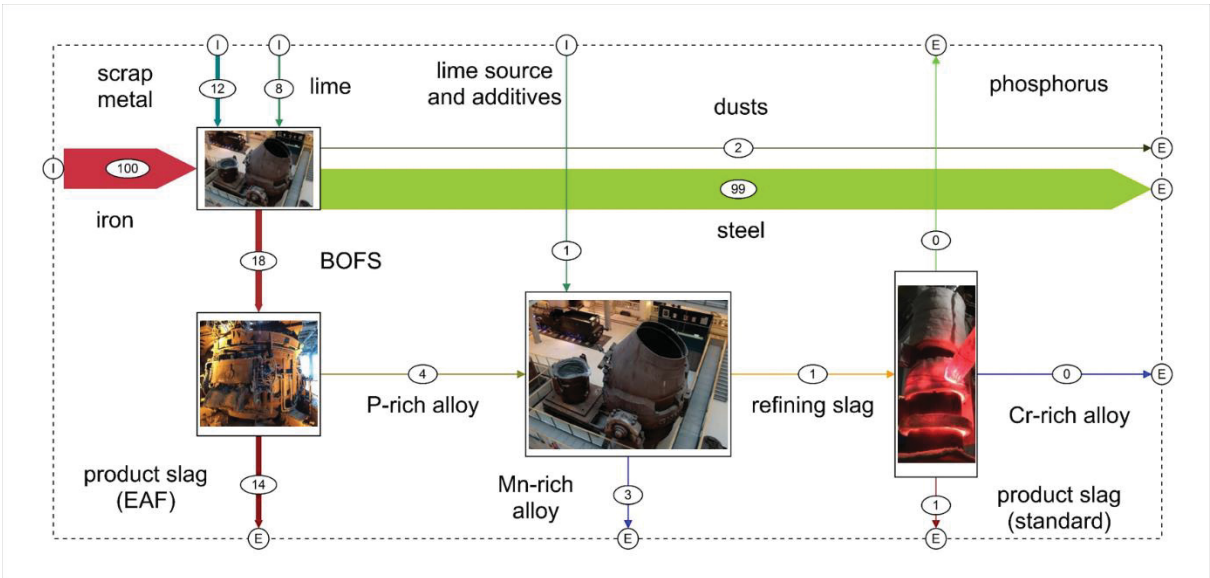 I
I
I
E
scrap
metal
12
8
lime
lime source
and additives
phosphorus
dusts
2
E
I
100
99
E
iron
steel
1
0
18
BOFS
4
1
0
E
P-rich alloy
refining slag
Cr-rich alloy
product slag
(EAF)
14
Mn-rich
alloy
3
1
product slag
(standard)
E
E
E